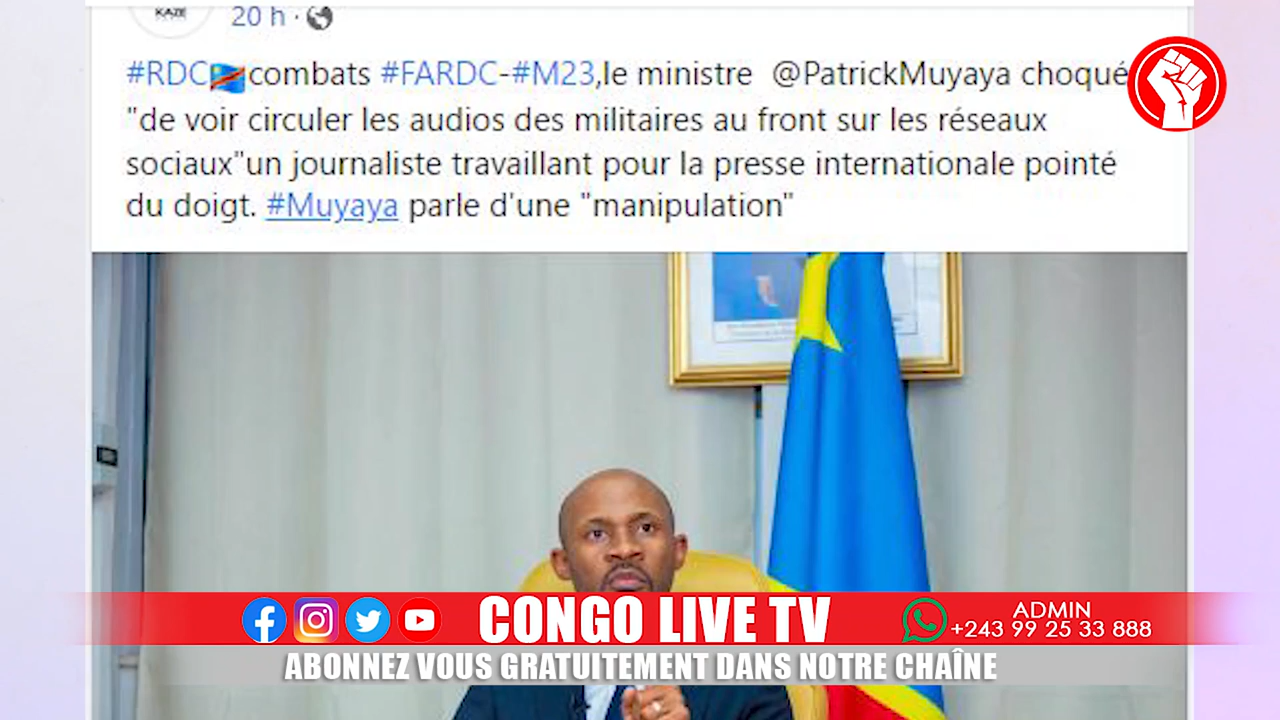 KAZE
20 h ·
#RDC combats #FARDC-#M23,le ministre @PatrickMuyaya choqué
"de voir circuler les audios des militaires au front sur les réseaux
sociaux"un journaliste travaillant pour la presse internationale pointé
du doigt. #Muyaya parle d'une "manipulation"
CONGO LIVE TV
ADMIN
+243 99 25 33 888
ABONNEZ VOUS GRATUITEMENT DANS NOTRE CHAÎNE